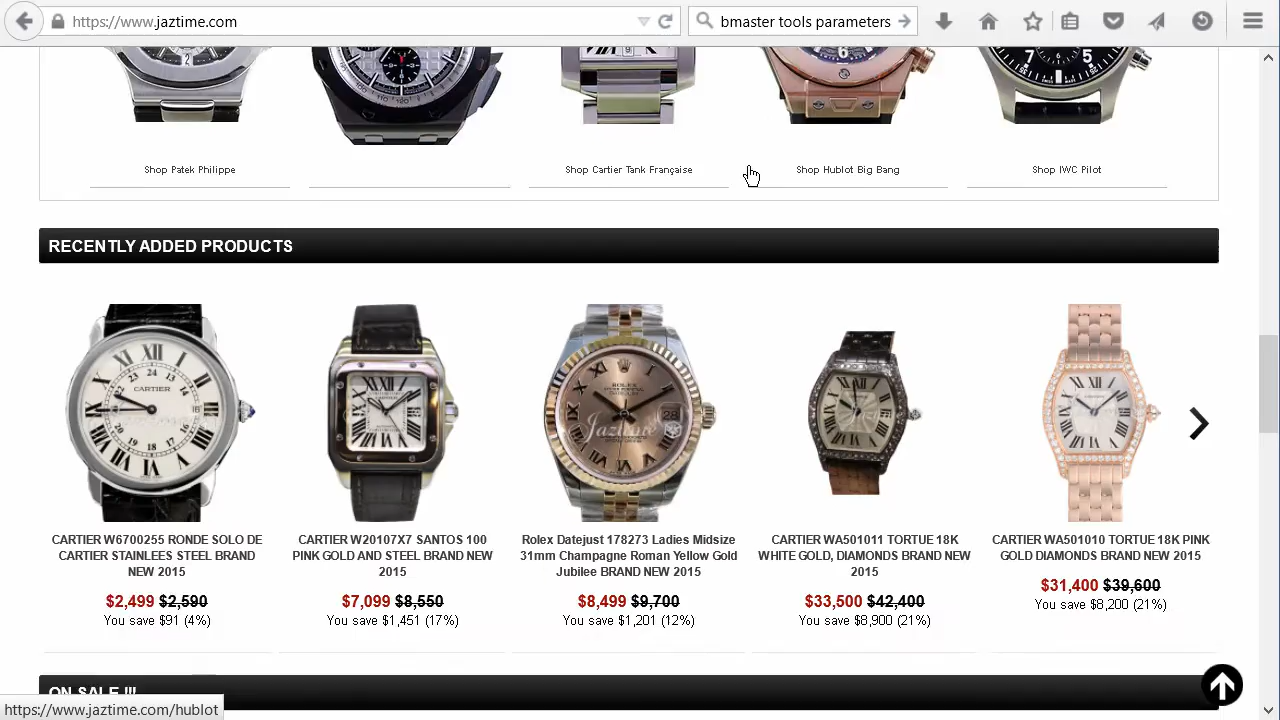 https://www.jaztime.com
bmaster tools parameters
Shop Patek Philippe
Shop Cartier Tank Française
Shop Hublot Big Bang
Shop IWC Pilot
RECENTLY ADDED PRODUCTS
CARTIER W6700255 RONDE SOLO DE
CARTIER STAINLEES STEEL BRAND
NEW 2015
$2,499 $2,590
You save $91 (4%)
CARTIER W20107X7 SANTOS 100
PINK GOLD AND STEEL BRAND NEW
2015
$7,099 $8,550
You save $1,451 (17%)
Rolex Datejust 178273 Ladies Midsize
31mm Champagne Roman Yellow Gold
Jubilee BRAND NEW 2015
$8,499 $9,700
You save $1,201 (12%)
CARTIER WA501011 TORTUE 18K
WHITE GOLD, DIAMONDS BRAND NEW
2015
$33,500 $42,400
You save $8,900 (21%)
CARTIER WA501010 TORTUE 18K PINK
GOLD DIAMONDS BRAND NEW 2015
$31,400 $39,600
You save $8,200 (21%)
ON SALE !!!
https://www.jaztime.com/hublot